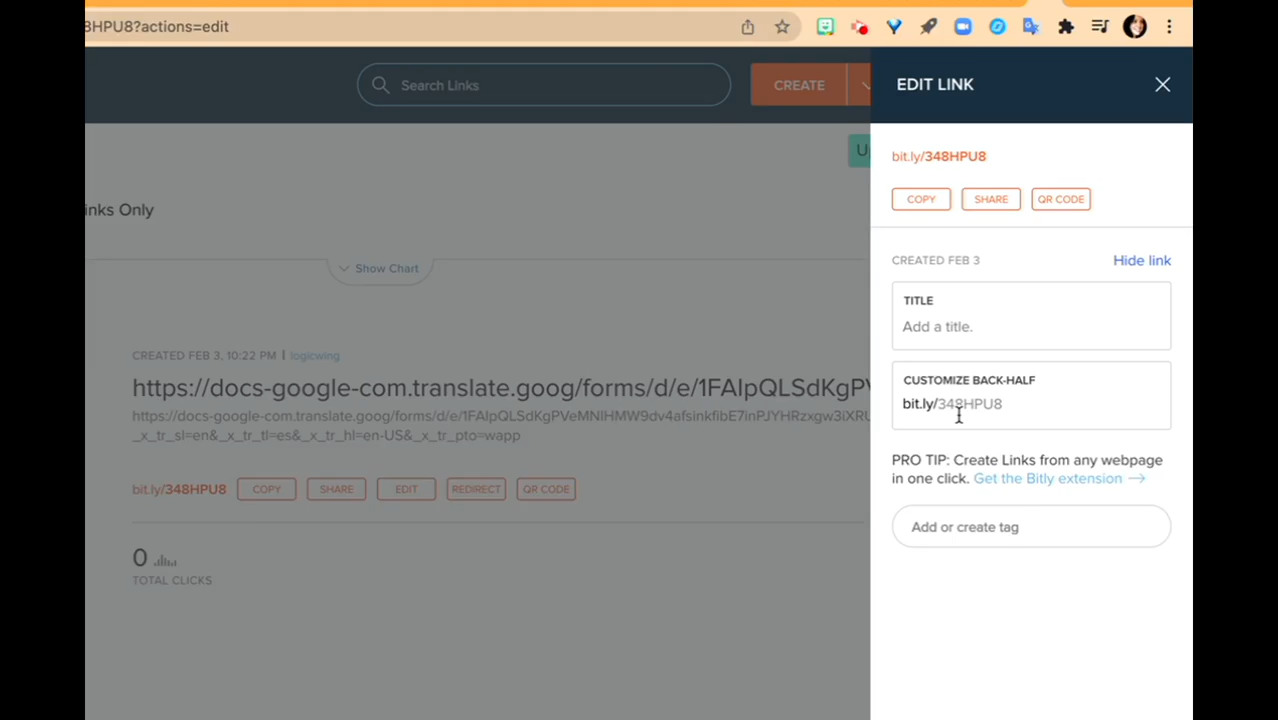 8HPU8?actions=edit
Search Links
CREATE
EDIT LINK
bit.ly/348HPU8
COPY SHARE QR CODE
inks Only
CREATED FEB 3 Hide link
Show Chart
TITLE
Add a title.
CREATED FEB 3, 10:22 PM | logicwing
https://docs-google-com.translate.goog/forms/d/e/1FAIpQLSdKgPV
CUSTOMIZE BACK-HALF
bit.ly/348HPU8
https://docs-google-com.translate.goog/forms/d/e/1FAIpQLSdKgPVeMNIHMW9dv4afsinkfibE7inPJYHRzxgw3iXRU
_x_tr_sl=en&_x_tr_tl=es&_x_tr_hl=en-US&_x_tr_pto=wapp
PRO TIP: Create Links from any webpage
in one click. Get the Bitly extension →
bit.ly/348HPU8 COPY SHARE EDIT REDIRECT QR CODE
Add or create tag
0
TOTAL CLICKS